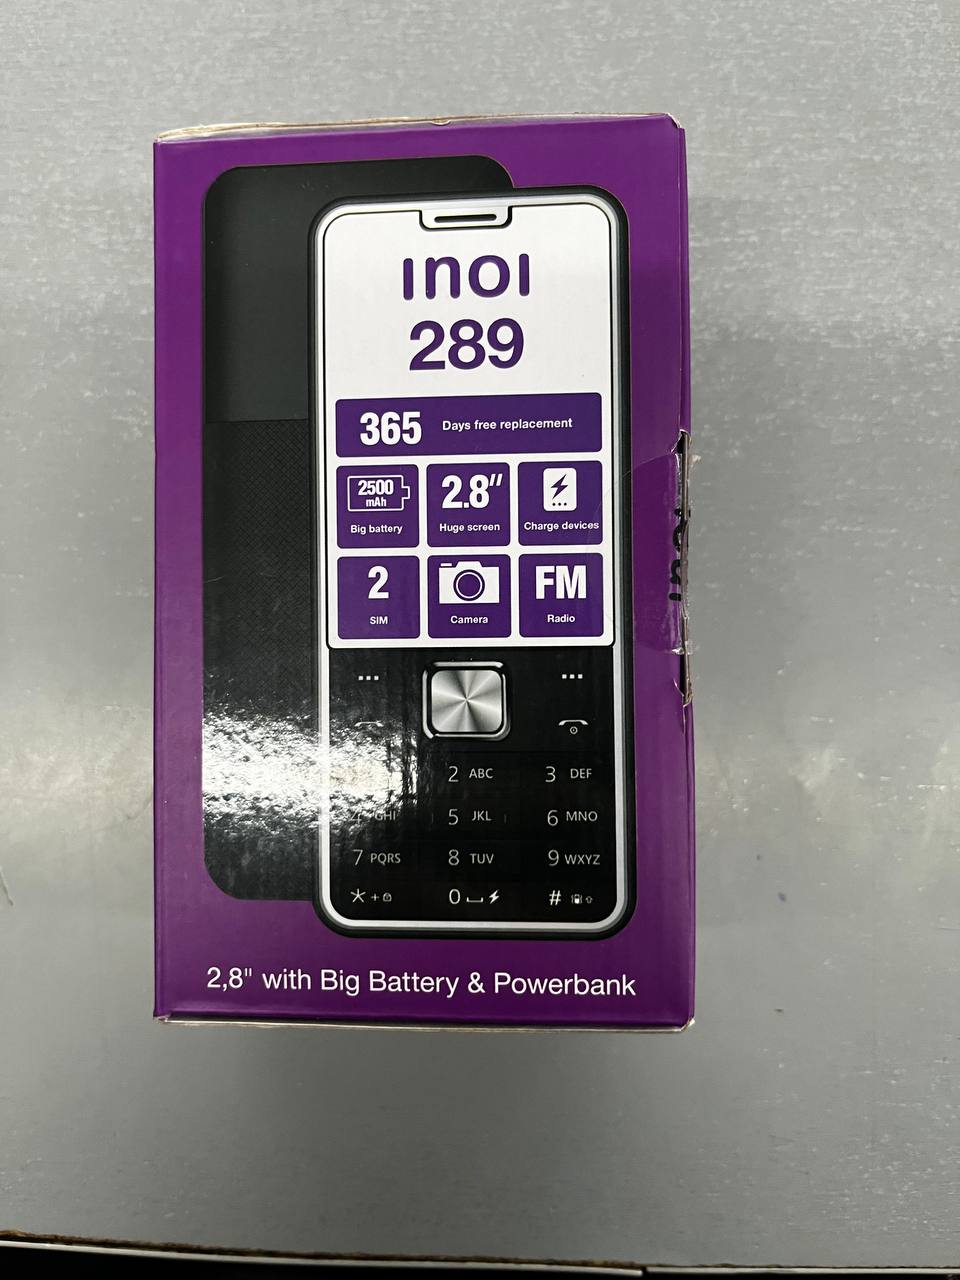 inoi
289
365 Days free replacement
2500
mAh
Big battery
2.8"
Huge screen
Charge devices
2
SIM
Camera
FM
Radio
2 ABC
3 DEF
4 GHI
5 JKL
6 MNO
7 PQRS
8 TUV
9 WXYZ
* +
0
#
2,8" with Big Battery & Powerbank